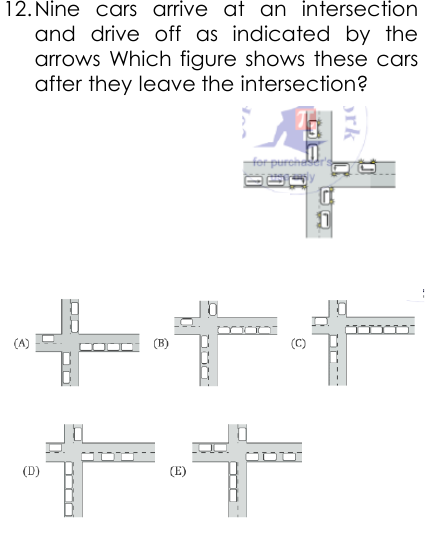 12. Nine cars arrive at an intersection
and drive off as indicated by the
arrows Which figure shows these cars
after they leave the intersection?
for purchaser's
(A) (B) (C)
(D) (E)